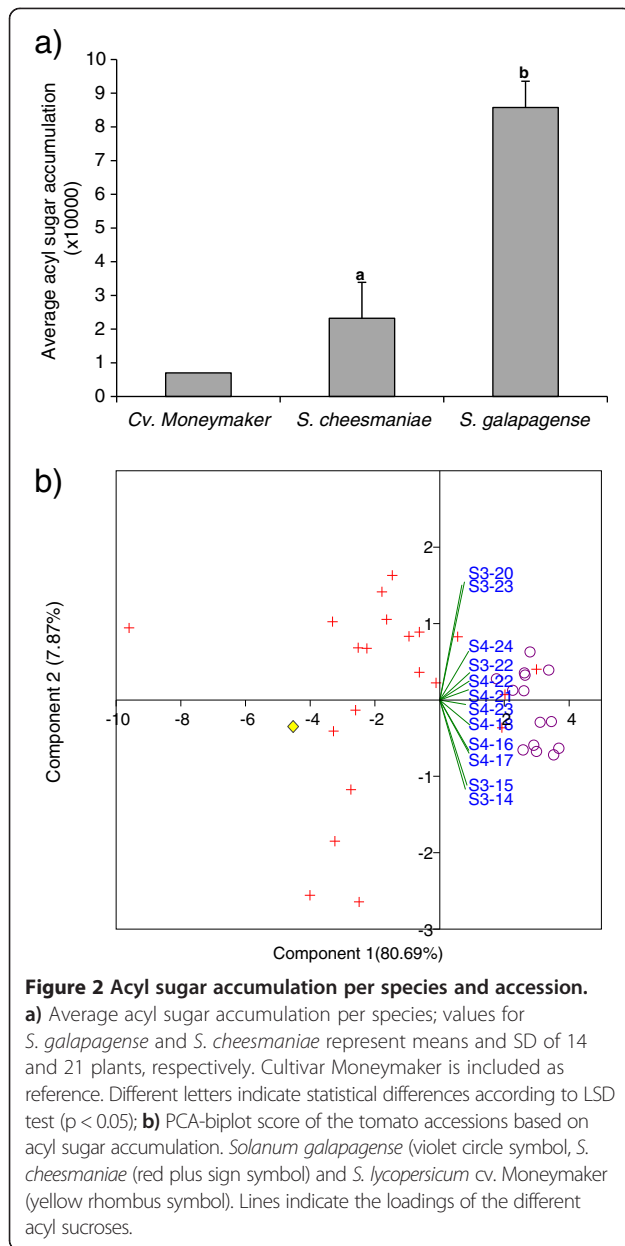 a)
Average acyl sugar accumulation
(x10000)
10
9
8
7
6
5
4
3
2
1
0
a
b
Cv. Moneymaker
S. cheesmaniae
S. galapagense
b)
Component 2 (7.87%)
2
1
-10
-8
-6
-4
-2
2
4
-1
-2
-3
S3-20
S3-23
S4-24
S3-22
S4-22
S4-21
S4-23
S4-18
S4-16
S4-17
S3-15
S3-14
Component 1(80.69%)
Figure 2 Acyl sugar accumulation per species and accession.
a) Average acyl sugar accumulation per species; values for
S. galapagense and S. cheesmaniae represent means and SD of 14
and 21 plants, respectively. Cultivar Moneymaker is included as
reference. Different letters indicate statistical differences according to LSD
test (p < 0.05); b) PCA-biplot score of the tomato accessions based on
acyl sugar accumulation. Solanum galapagense (violet circle symbol, S.
cheesmaniae (red plus sign symbol) and S. lycopersicum cv. Moneymaker
(yellow rhombus symbol). Lines indicate the loadings of the different
acyl sucroses.